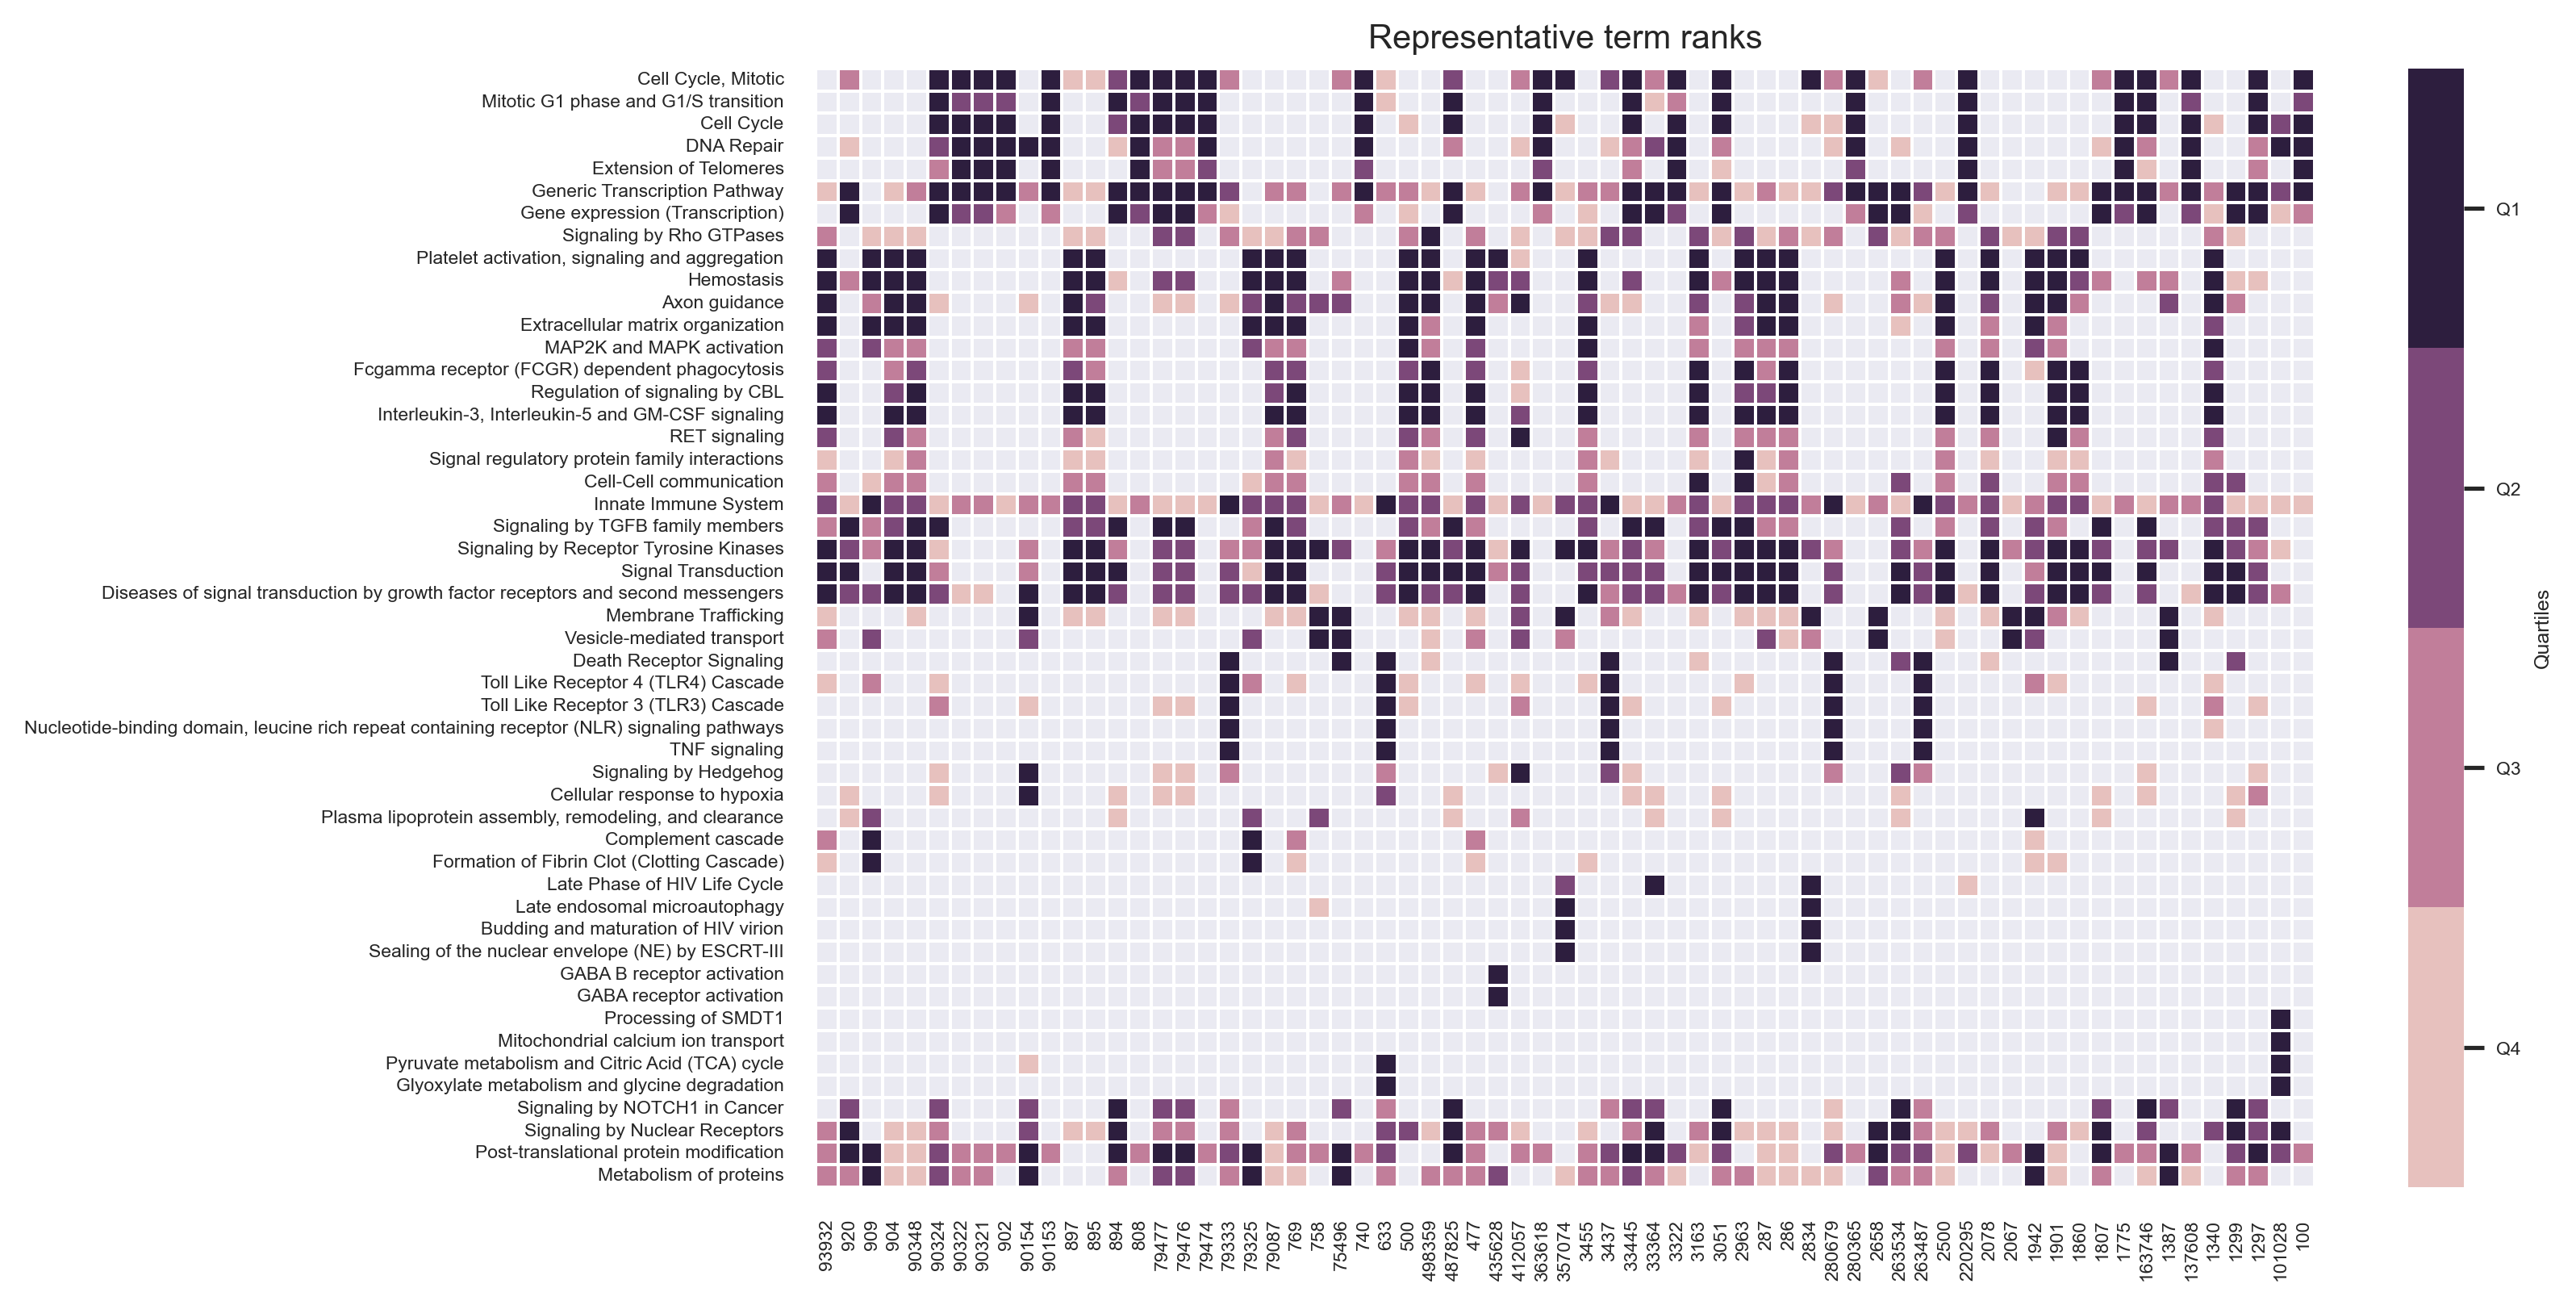 Representative term ranks
Cell Cycle, Mitotic
Mitotic G1 phase and G1/S transition
Cell Cycle
DNA Repair
Extension of Telomeres
Generic Transcription Pathway
Gene expression (Transcription)
Signaling by Rho GTPases
Platelet activation, signaling and aggregation
Hemostasis
Axon guidance
Extracellular matrix organization
MAP2K and MAPK activation
Fcgamma receptor (FCGR) dependent phagocytosis
Regulation of signaling by CBL
Interleukin-3, Interleukin-5 and GM-CSF signaling
RET signaling
Signal regulatory protein family interactions
Cell-Cell communication
Innate Immune System
Signaling by TGFB family members
Signaling by Receptor Tyrosine Kinases
Signal Transduction
Diseases of signal transduction by growth factor receptors and second messengers
Membrane Trafficking
Vesicle-mediated transport
Death Receptor Signaling
Toll Like Receptor 4 (TLR4) Cascade
Toll Like Receptor 3 (TLR3) Cascade
Nucleotide-binding domain, leucine rich repeat containing receptor (NLR) signaling pathways
TNF signaling
Signaling by Hedgehog
Cellular response to hypoxia
Plasma lipoprotein assembly, remodeling, and clearance
Complement cascade
Formation of Fibrin Clot (Clotting Cascade)
Late Phase of HIV Life Cycle
Late endosomal microautophagy
Budding and maturation of HIV virion
Sealing of the nuclear envelope (NE) by ESCRT-III
GABA B receptor activation
GABA receptor activation
Processing of SMDT1
Mitochondrial calcium ion transport
Pyruvate metabolism and Citric Acid (TCA) cycle
Glyoxylate metabolism and glycine degradation
Signaling by NOTCH1 in Cancer
Signaling by Nuclear Receptors
Post-translational protein modification
Metabolism of proteins
93932
920
909
904
90348
90324
90322
90321
902
90154
90153
897
895
894
808
79477
79476
79474
79333
79325
79087
769
758
75496
740
633
500
498359
487825
477
435628
412057
363618
357074
3455
3437
33445
33364
3322
3163
3051
2963
287
286
2834
280679
280365
2658
263534
263487
2500
220295
2078
2067
1942
1901
1860
1807
1775
163746
1387
137608
1340
1299
1297
101028
100
Q1
Q2
Q3
Q4
Quartiles